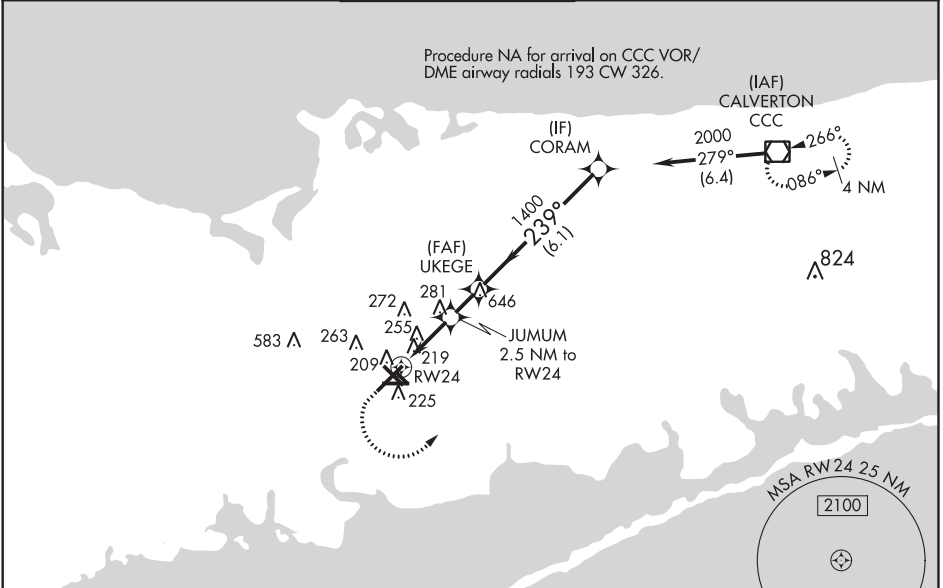 Procedure NA for arrival on CCC VOR/
DME airway radials 193 CW 326.
(IAF)
CALVERTON
CCC
(IF)
CORAM
2000
279°
(6.4)
266°
086°
4 NM
1400
239°
(6.1)
(FAF)
UKEGE
824
646
281
272
255
583
263
209
219
JUMUM
2.5 NM to
RW24
RW24
225
MSA RW24 25 NM
2100